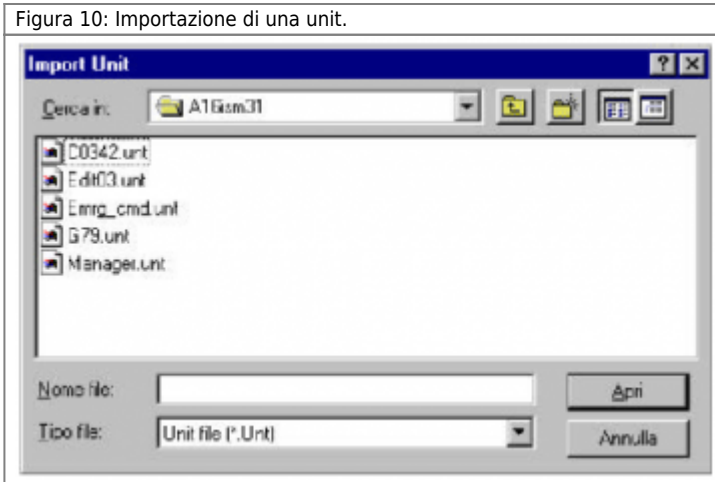 Figura 10: Importazione di una unit.
Import Unit
Cerca in: A16ism31
C0342.unt
Edit03.unt
Emrg_cmd.unt
G79.unt
Manager.unt
Nome file:
Apri
Tipo file: Unit file (*.Unt)
Annulla